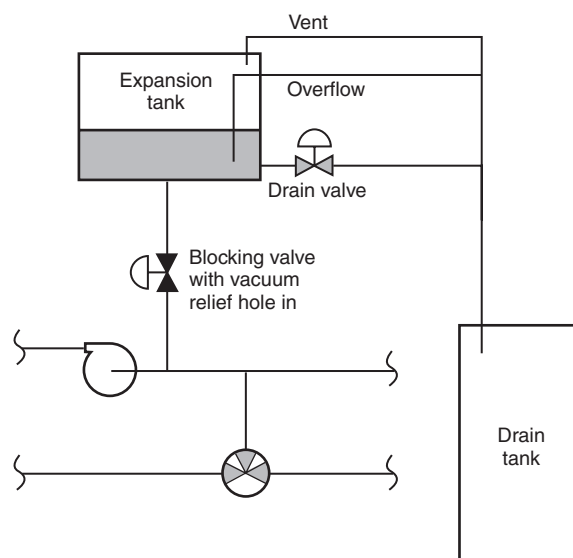 Vent
Expansion
tank
Overflow
Drain valve
Blocking valve
with vacuum
relief hole in
Drain
tank